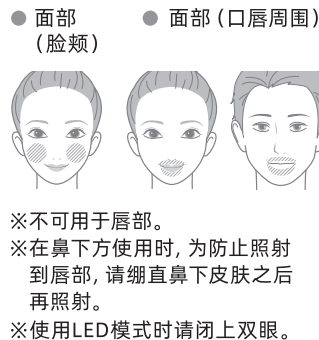 ● 面部
（脸颊）
● 面部（口唇周围）
※不可用于唇部。
※在鼻下方使用时, 为防止照射
到唇部, 请绷直鼻下皮肤之后
再照射。
※使用LED模式时请闭上双眼。